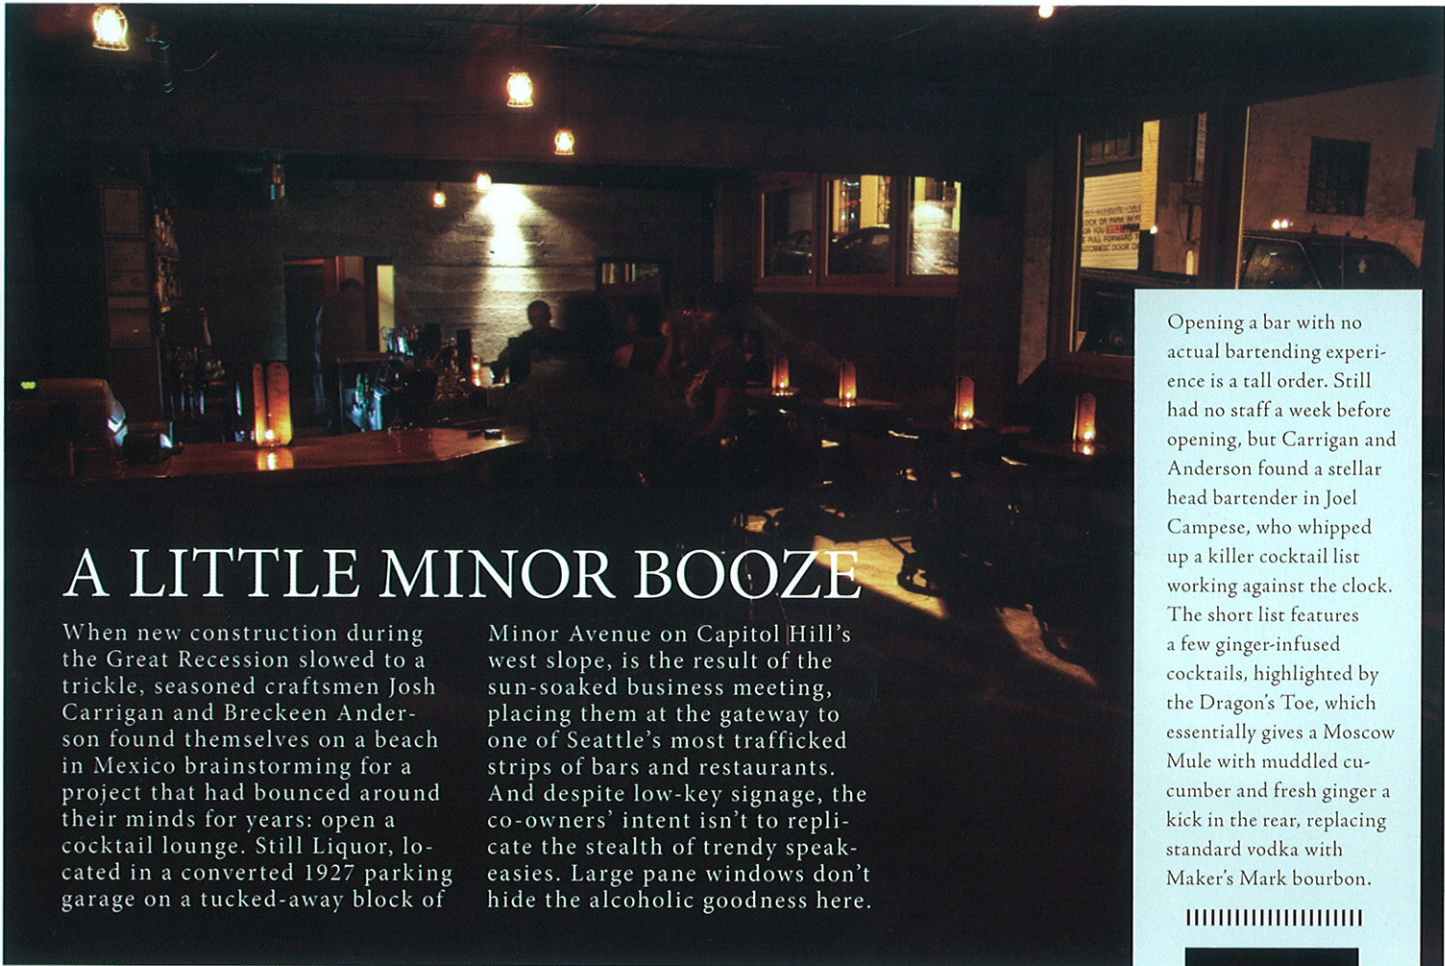 A LITTLE MINOR BOOZE
When new construction during
the Great Recession slowed to a
trickle, seasoned craftsmen Josh
Carrigan and Breckeen Ander-
son found themselves on a beach
in Mexico brainstorming for a
project that had bounced around
their minds for years: open a
cocktail lounge. Still Liquor, lo-
cated in a converted 1927 parking
garage on a tucked-away block of
Minor Avenue on Capitol Hill's
west slope, is the result of the
sun-soaked business meeting,
placing them at the gateway to
one of Seattle's most trafficked
strips of bars and restaurants.
And despite low-key signage, the
co-owners' intent isn't to repli-
cate the stealth of trendy speak-
easies. Large pane windows don't
hide the alcoholic goodness here.
Opening a bar with no
actual bartending experi-
ence is a tall order. Still
had no staff a week before
opening, but Carrigan and
Anderson found a stellar
head bartender in Joel
Campese, who whipped
up a killer cocktail list
working against the clock.
The short list features
a few ginger-infused
cocktails, highlighted by
the Dragon's Toe, which
essentially gives a Moscow
Mule with muddled cu-
cumber and fresh ginger a
kick in the rear, replacing
standard vodka with
Maker's Mark bourbon.
OR PARK
YOU
PULL FORWARD
AUTOMATIC DOOR